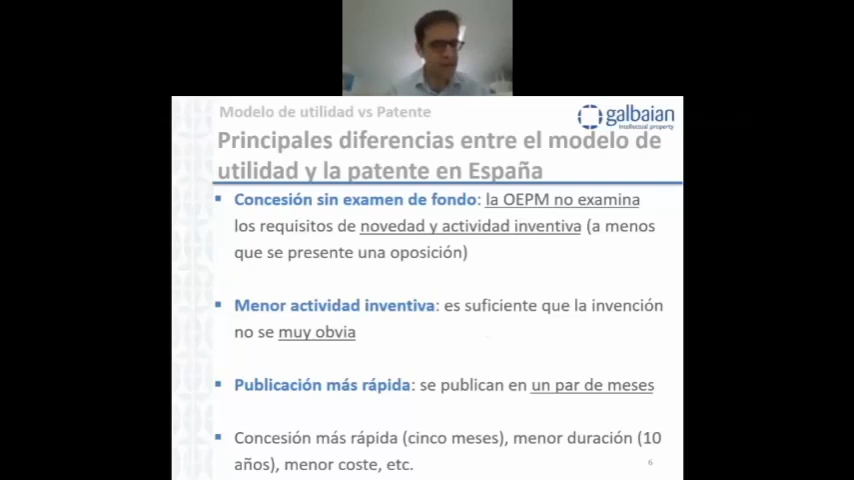 Modelo de utilidad vs Patente
galbaian
intellectual property
Principales diferencias entre el modelo de
utilidad y la patente en España
▪ Concesión sin examen de fondo: la OEPM no examina
los requisitos de novedad y actividad inventiva (a menos
que se presente una oposición)
▪ Menor actividad inventiva: es suficiente que la invención
no se muy obvia
▪ Publicación más rápida: se publican en un par de meses
▪ Concesión más rápida (cinco meses), menor duración (10
años), menor coste, etc.
6